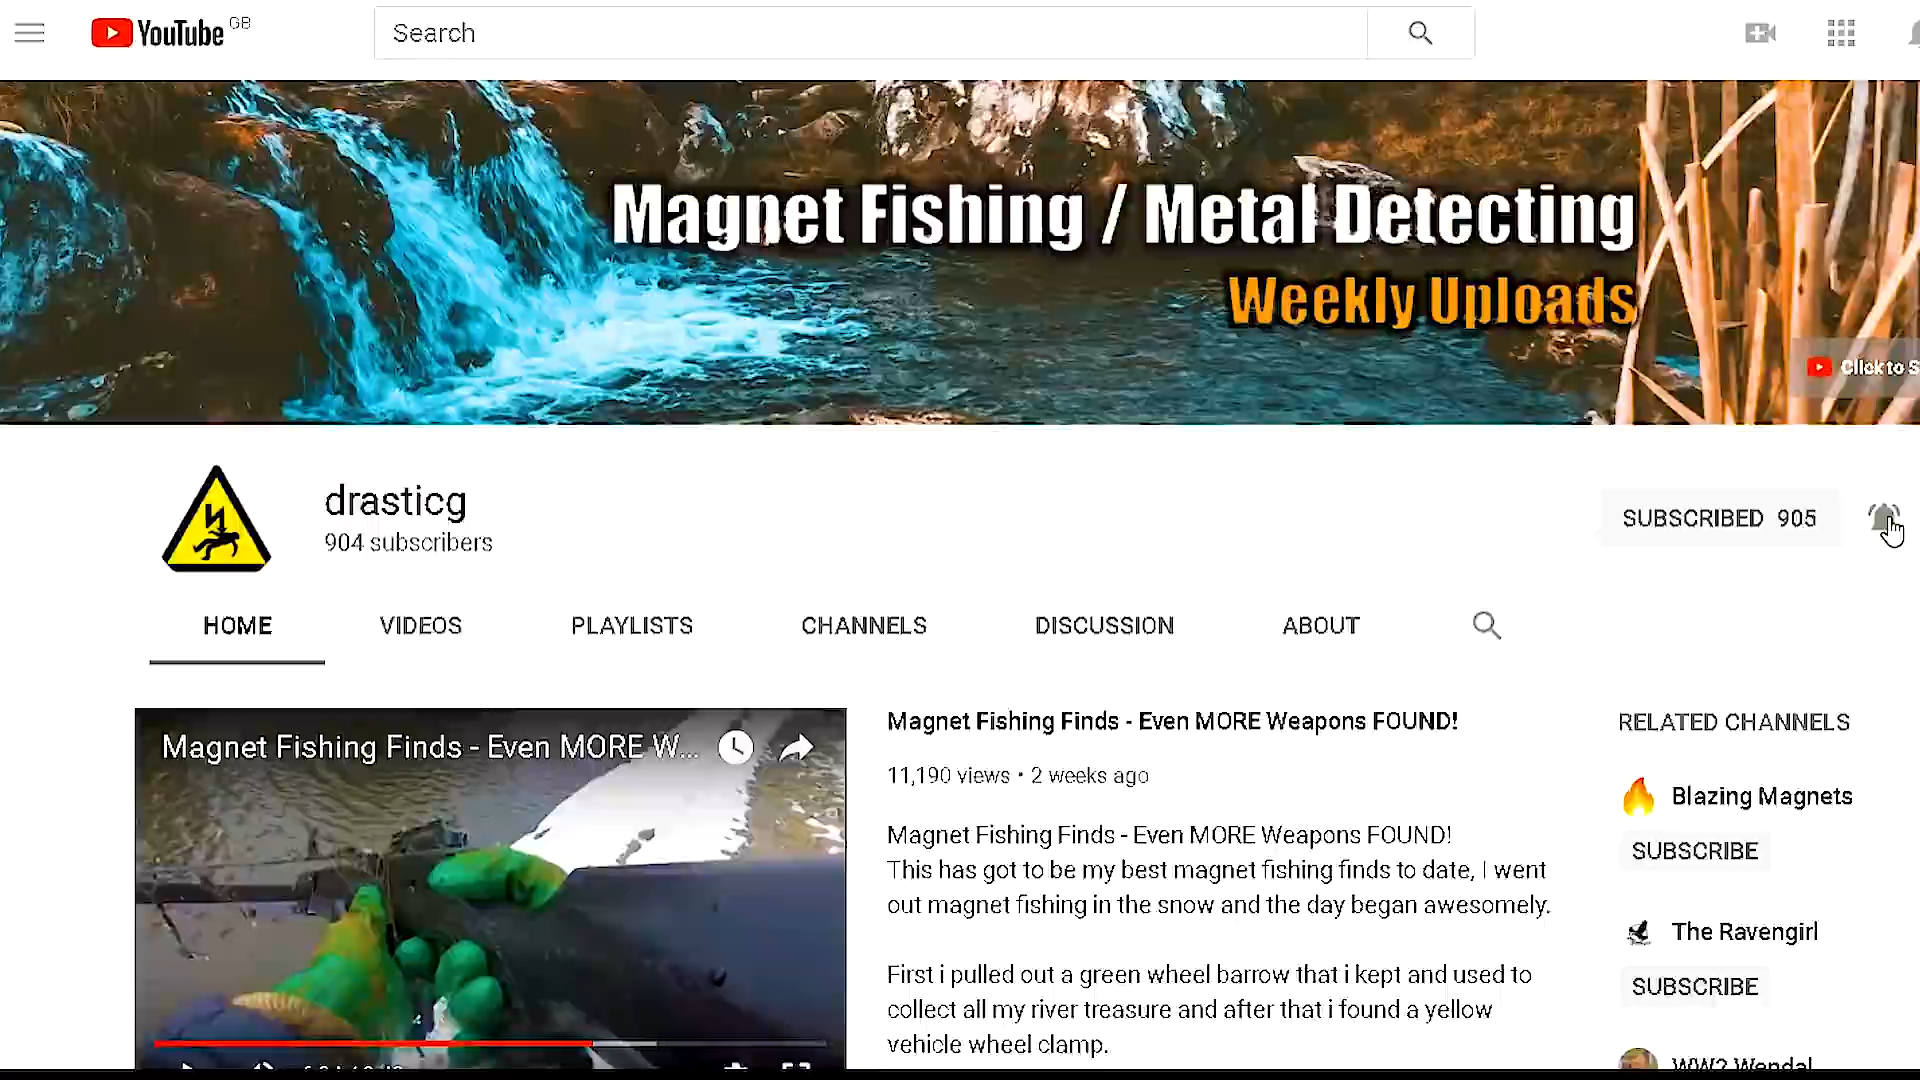 YouTube GB
Search
Magnet Fishing / Metal Detecting
Weekly Uploads
Click to S
drasticg
904 subscribers
SUBSCRIBED 905
HOME VIDEOS PLAYLISTS CHANNELS DISCUSSION ABOUT
Magnet Fishing Finds - Even MORE W...
Magnet Fishing Finds - Even MORE Weapons FOUND!
11,190 views • 2 weeks ago
Magnet Fishing Finds - Even MORE Weapons FOUND!
This has got to be my best magnet fishing finds to date, I went
out magnet fishing in the snow and the day began awesomely.
First i pulled out a green wheel barrow that i kept and used to
collect all my river treasure and after that i found a yellow
vehicle wheel clamp.
RELATED CHANNELS
Blazing Magnets
SUBSCRIBE
The Ravengirl
SUBSCRIBE
WW2 Wendal